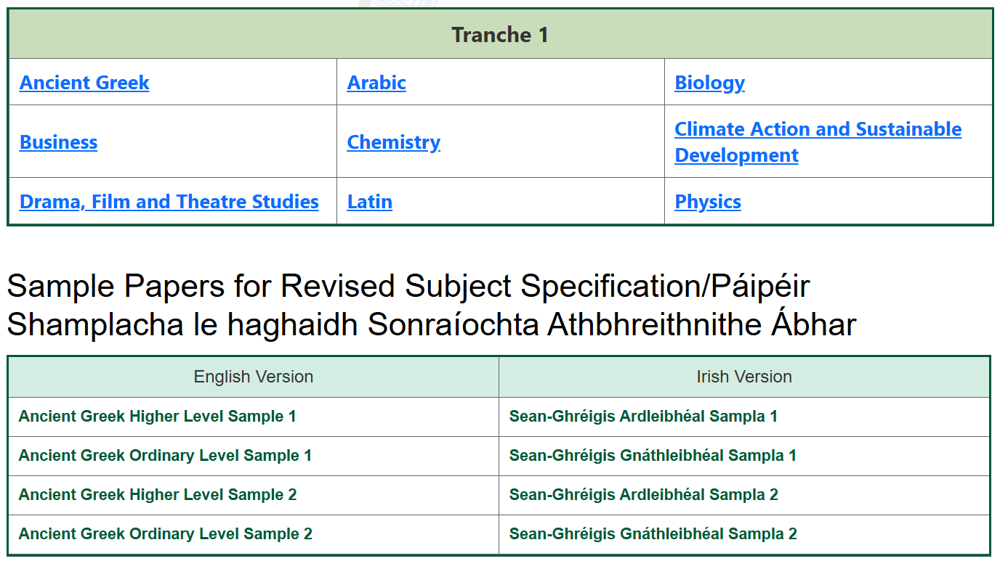 Tranche 1
Ancient Greek
Arabic
Biology
Business
Chemistry
Climate Action and Sustainable
Development
Drama, Film and Theatre Studies
Latin
Physics
Sample Papers for Revised Subject Specification/Páipéir
Shamplacha le haghaidh Sonraíochta Athbhreithnithe Ábhar
English Version
Irish Version
Ancient Greek Higher Level Sample 1
Sean-Ghréigis Ardleibhéal Sampla 1
Ancient Greek Ordinary Level Sample 1
Sean-Ghréigis Gnáthleibhéal Sampla 1
Ancient Greek Higher Level Sample 2
Sean-Ghréigis Ardleibhéal Sampla 2
Ancient Greek Ordinary Level Sample 2
Sean-Ghréigis Gnáthleibhéal Sampla 2